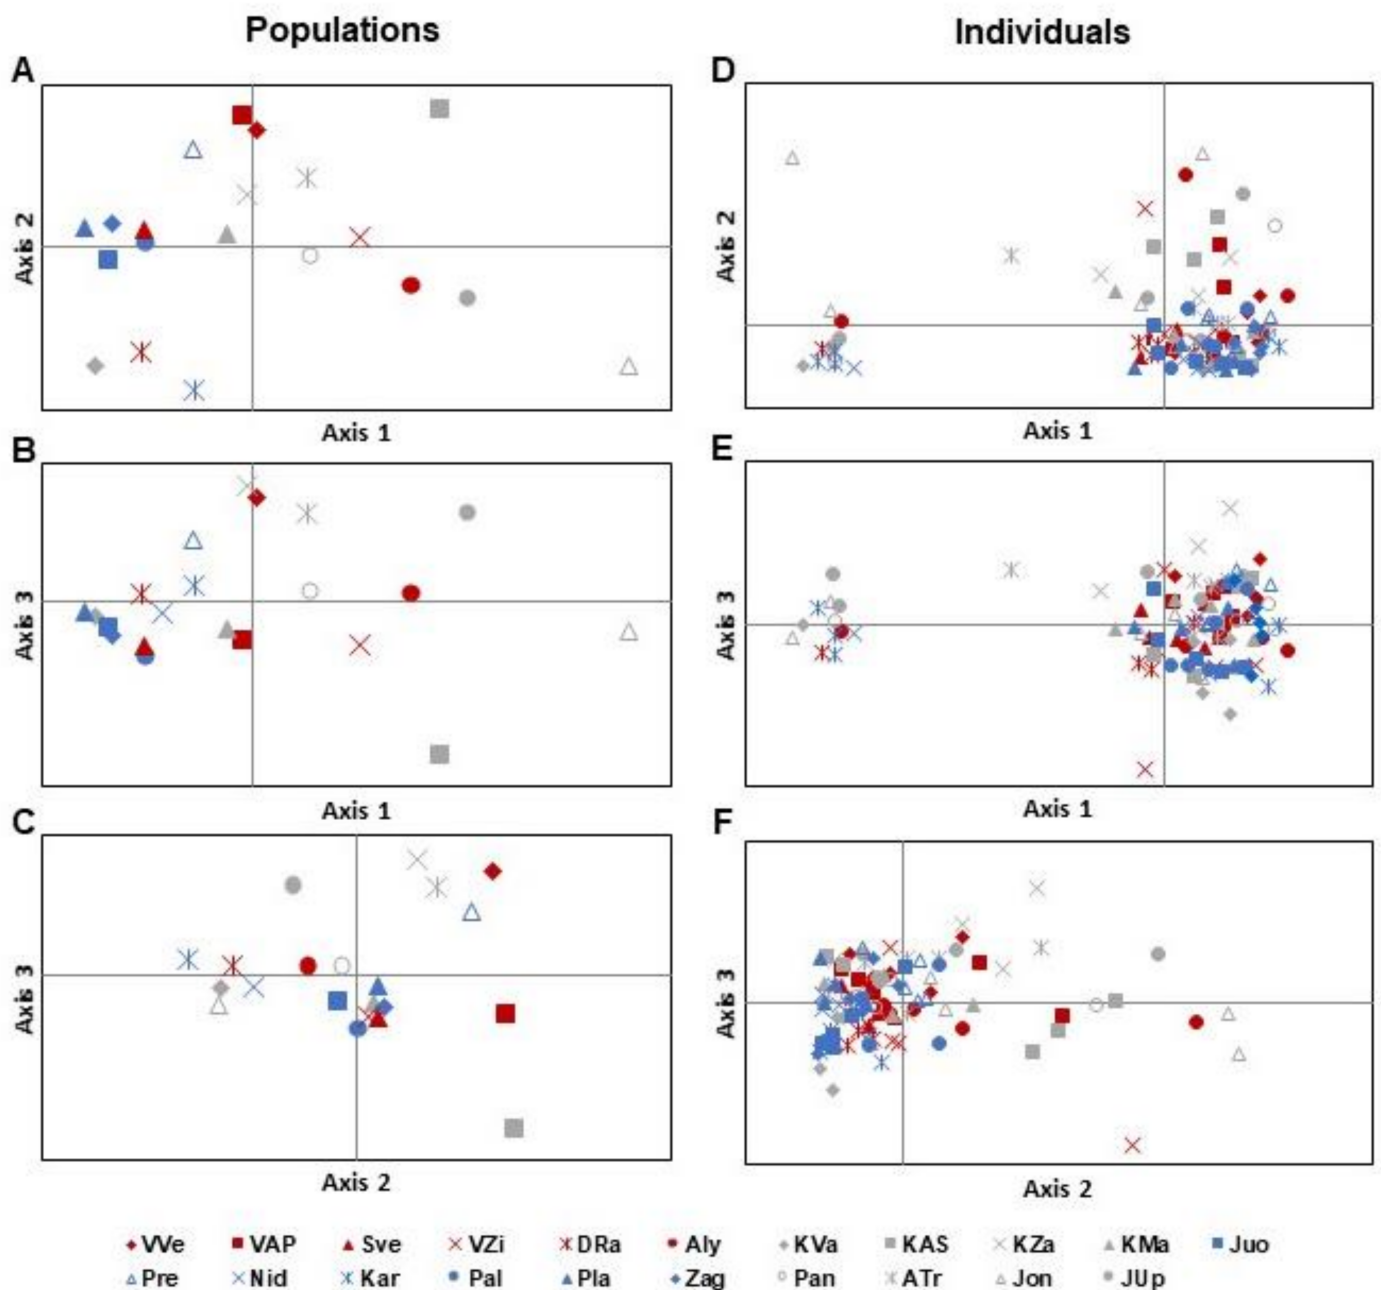 Populations
Individuals
A
Axis 2
Axis 1
B
Axis 3
Axis 1
C
Axis 3
Axis 2
D
Axis 2
Axis 1
E
Axis 3
Axis 1
F
Axis 3
Axis 2
VVe VAP Sve VZi DRa Aly KVa KAS KZa KMa Juo
Pre Nid Kar Pal Pla Zag Pan ATr Jon JUp